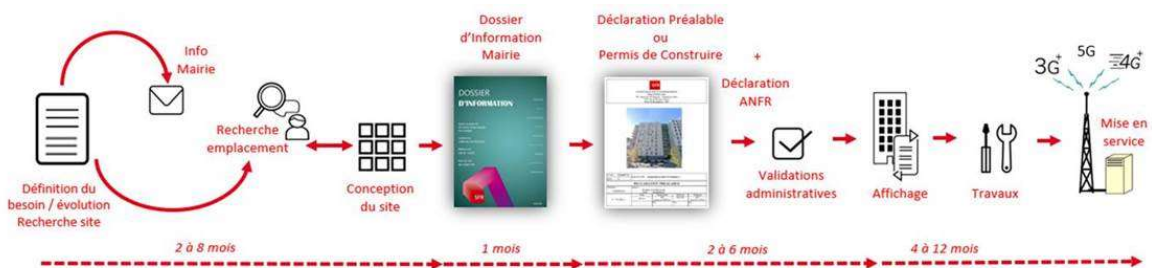 Info
Mairie
Définition du
besoin / évolution
Recherche site
Recherche
emplacement
Conception
du site
Dossier
d'Information
Mairie
DOSSIER
D'INFORMATION
SFR
Déclaration Préalable
ou
Permis de Construire
+
Déclaration
ANFR
Validations
administratives
Affichage
Travaux
3G+
5G
4G+
Mise en
service
2 à 8 mois
1 mois
2 à 6 mois
4 à 12 mois